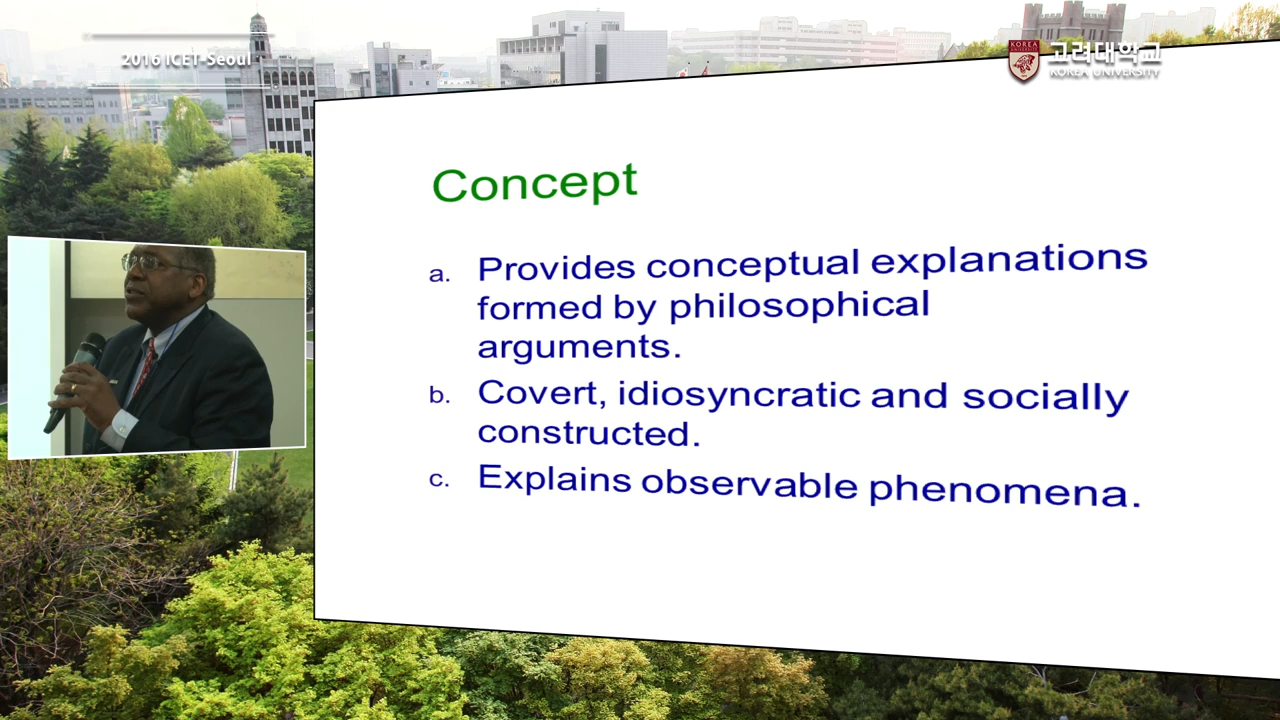 2016 ICET-Seoul
KOREA
고려대학교
KOREA UNIVERSITY
Concept
a. Provides conceptual explanations
formed by philosophical
arguments.
b. Covert, idiosyncratic and socially
constructed.
c. Explains observable phenomena.